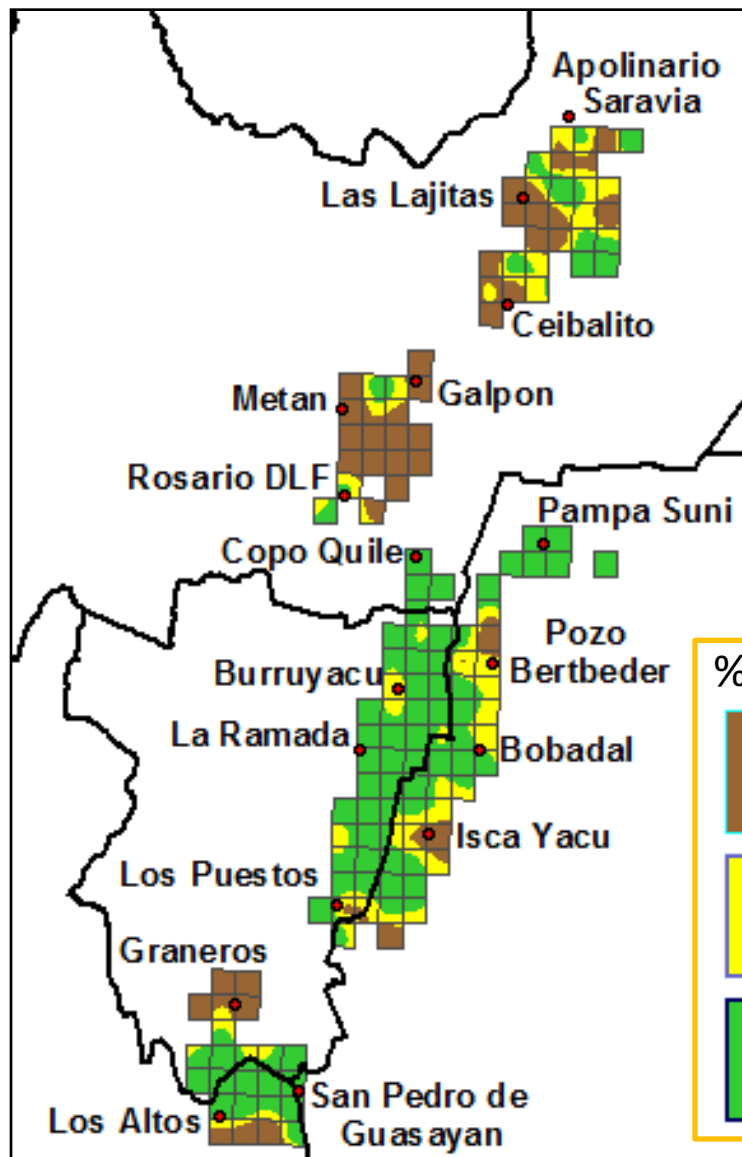 Apolinario
Saravia
Las Lajitas
Ceibalito
Metan
Galpon
Rosario DLF
Pampa Suni
Copo Quile
Pozo
Bertbeder
Burruyacu
La Ramada
Bobadal
Isca Yacu
Los Puestos
Graneros
Los Altos
San Pedro de
Guasayan
%